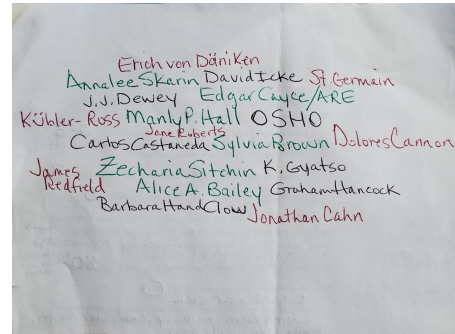 Erich von Däniken
Annalee Skarin David Icke St. Germain
J.J. Dewey Edgar Cayce/ARE
Kübler-Ross Manly P. Hall OSHO
Jane Roberts
Carlos Castaneda Sylvia Brown Dolores Cannon
James Redfield Zecharia Sitchin K. Gyatso
Alice A. Bailey Graham Hancock
Barbara Hand Clow Jonathan Cahn